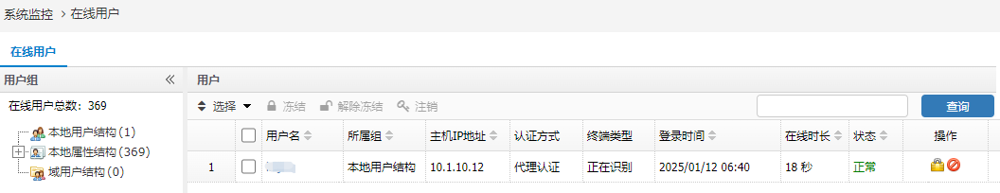 系统监控 > 在线用户
在线用户
用户组 «
在线用户总数: 369
本地用户结构(1)
本地属性结构(369)
域用户结构(0)
用户
选择 冻结 解除冻结 注销 查询
用户名 所属组 主机IP地址 认证方式 终端类型 登录时间 在线时长 状态 操作
1 本地用户结构 10.1.10.12 代理认证 正在识别 2025/01/12 06:40 18 秒 正常